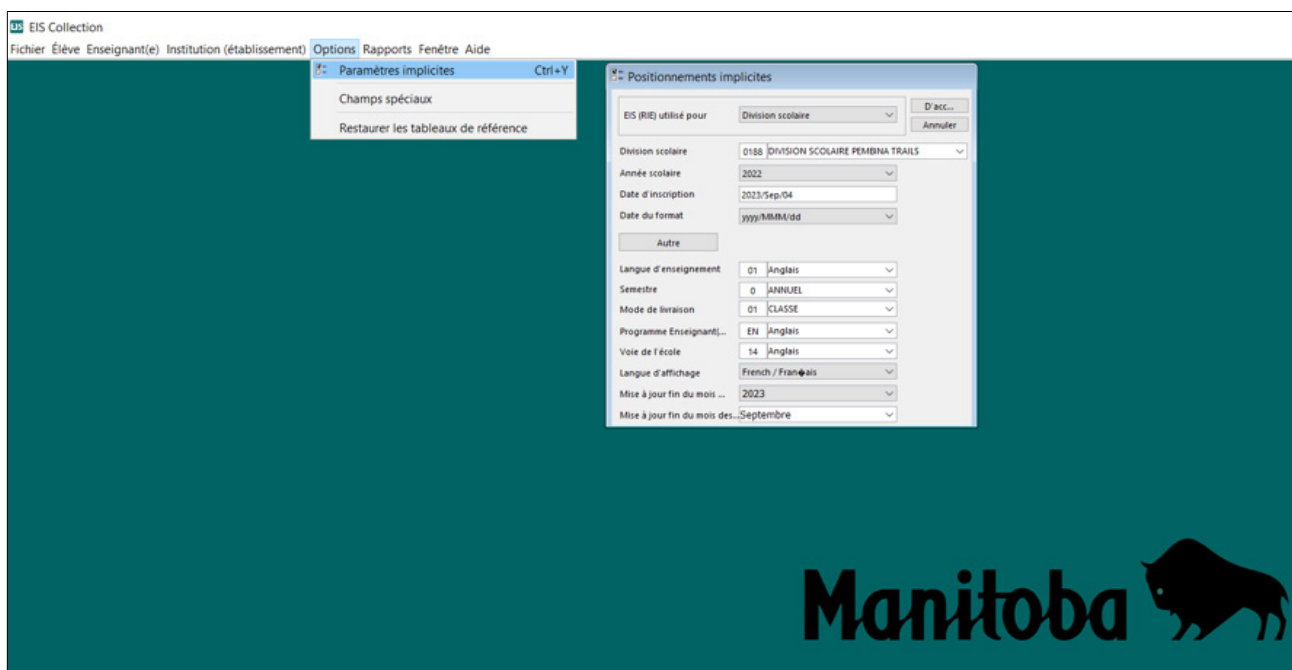 EIS EIS Collection
Fichier Élève Enseignant(e) Institution (établissement) Options Rapports Fenêtre Aide
Paramètres implicites Ctrl+Y
Champs spéciaux
Restaurer les tableaux de référence
Positionnements implicites
EIS (RIE) utilisé pour Division scolaire D'acc...
Annuler
Division scolaire 0188 DIVISION SCOLAIRE PEMBINA TRAILS
Année scolaire 2022
Date d'inscription 2023/Sep/04
Date du format yyyy/MMM/dd
Autre
Langue d'enseignement 01 Anglais
Semestre 0 ANNUEL
Mode de livraison 01 CLASSE
Programme Enseignant(... EN Anglais
Voie de l'école 14 Anglais
Langue d'affichage French / Fran�ais
Mise à jour fin du mois ... 2023
Mise à jour fin du mois des... Septembre
Manitoba